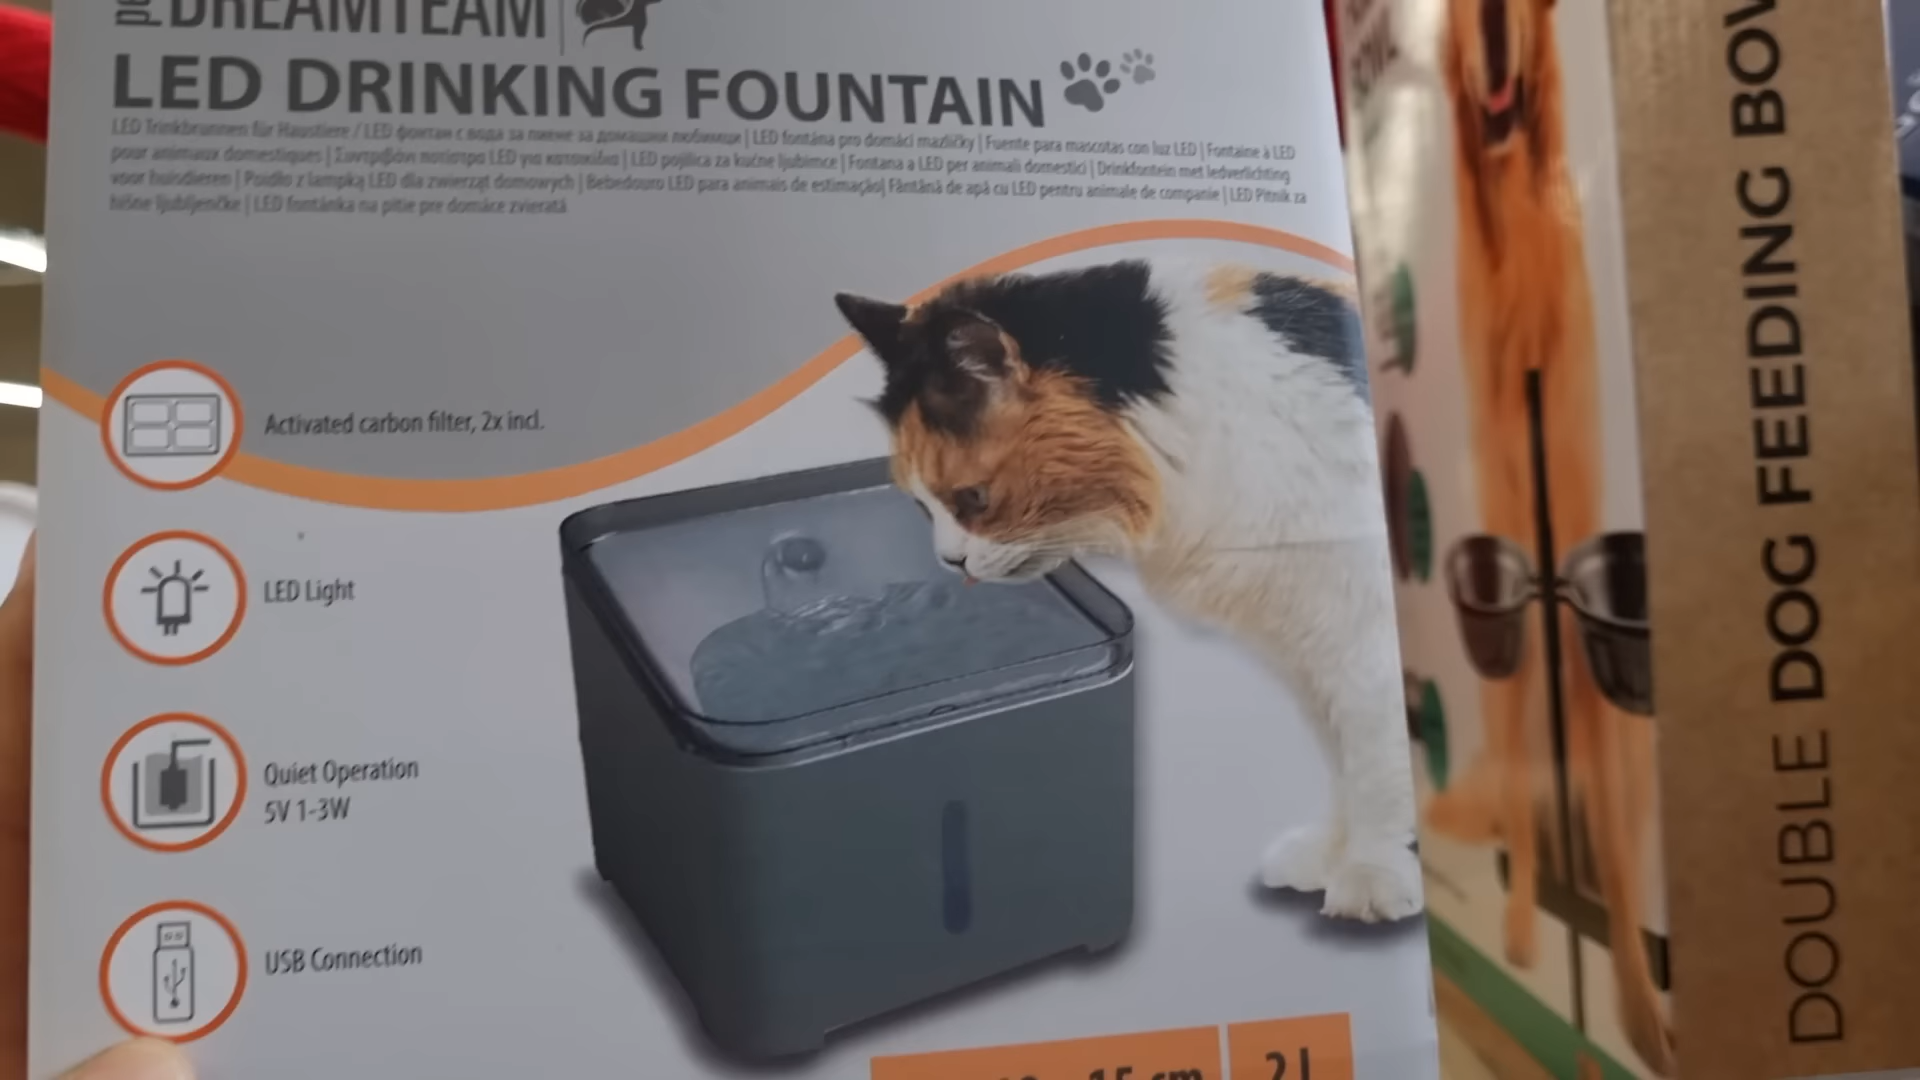 DREAMTEAM
LED DRINKING FOUNTAIN
LED Trinkbrunnen für Haustiere / LED фонтан с вода за пиене за домашни любимци | LED fontána pro domácí mazlíčky | Fuente para mascotas con luz LED | Fontaine à LED
pour animaux domestiques | Συντριβάνι ποτίστρα LED για κατοικίδια | LED pojilica za kućne ljubimce | Fontana a LED per animali domestici | Drinkfontein met ledverlichting
voor huisdieren | Poidło z lampką LED dla zwierząt domowych | Bebedouro LED para animais de estimação| Fântână de apă cu LED pentru animale de companie | LED Pitnik za
hišne ljubljenčke | LED fontánka na pitie pre domáce zvieratá
Activated carbon filter, 2x incl.
LED Light
Quiet Operation
5V 1-3W
USB Connection
15 cm
2 l
DOUBLE DOG FEEDING BOW